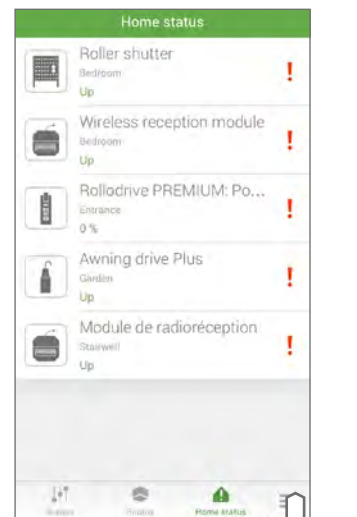 Home status
Roller shutter
Bedroom
Up
Wireless reception module
Bedroom
Up
Rollodrive PREMIUM: Po...
Entrance
0 %
Awning drive Plus
Garden
Up
Module de radioréception
Stairwell
Up
Home status